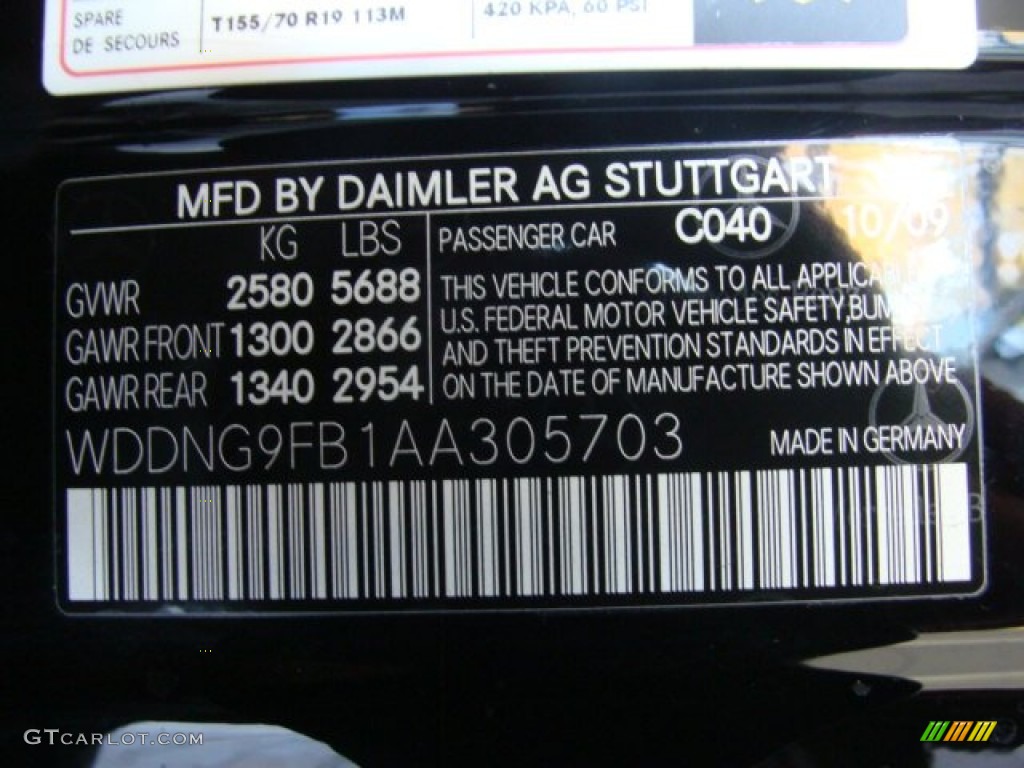 SPARE
DE SECOURS
T155/70 R19 113M
420 KPA, 60 PSI
MFD BY DAIMLER AG STUTTGART
KG LBS
GVWR 2580 5688
GAWR FRONT 1300 2866
GAWR REAR 1340 2954
PASSENGER CAR C040 10/09
THIS VEHICLE CONFORMS TO ALL
U.S. FEDERAL MOTOR VEHICLE SAFETY,
AND THEFT PREVENTION STANDARDS IN EFFECT
ON THE DATE OF MANUFACTURE SHOWN ABOVE
WDDNG9FB1AA305703
MADE IN GERMANY
GTCARLOT.COM